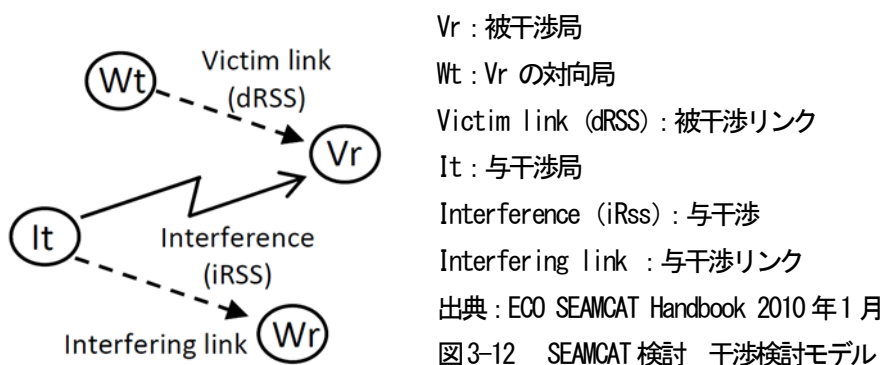 Wt
Victim link
(dRSS)
Vr
It
Interference
(iRSS)
Interfering link
Wr
Vr：被干渉局
Wt：Vr の対向局
Victim link (dRSS)：被干渉リンク
It：与干渉局
Interference (iRss)：与干渉
Interfering link ：与干渉リンク
出典：ECO SEAMCAT Handbook 2010 年 1 月
図 3-12 SEAMCAT 検討 干渉検討モデル